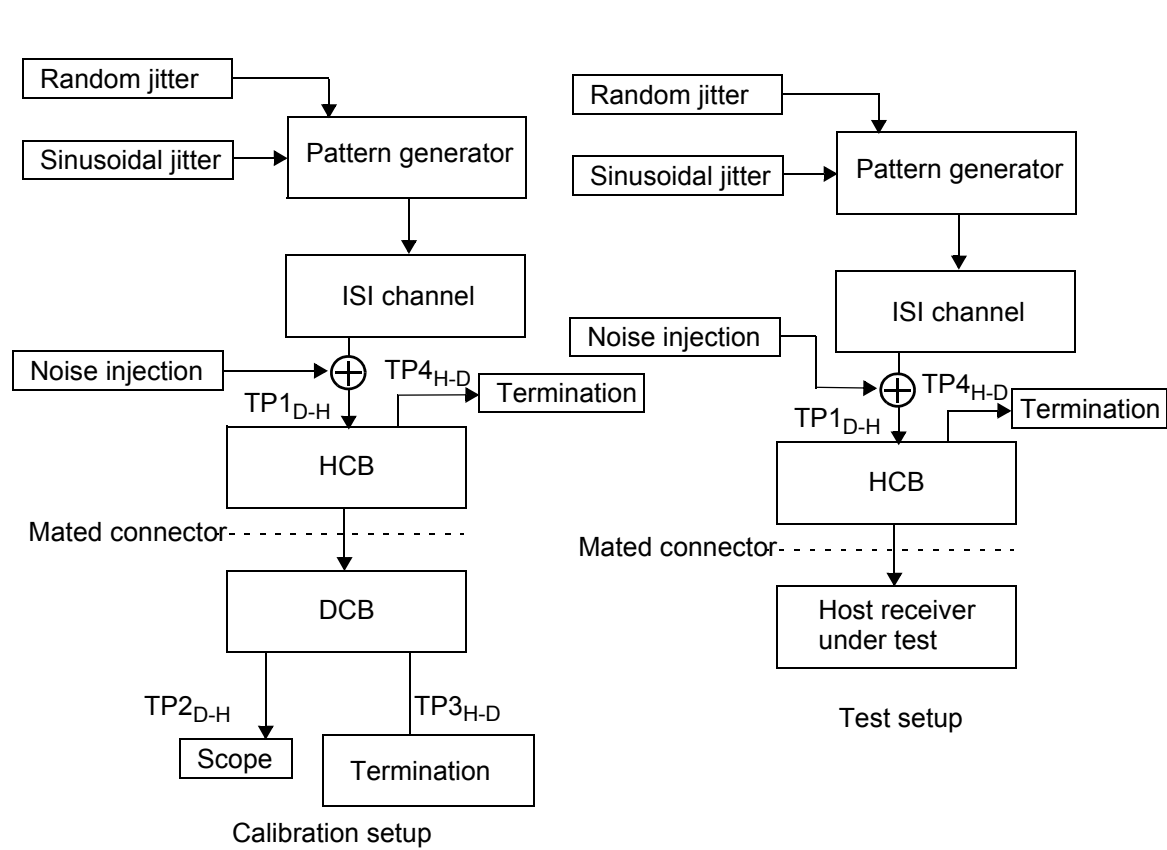 Random jitter
Sinusoidal jitter
Pattern generator
ISI channel
Noise injection
TP4H-D
Termination
TP1D-H
HCB
Mated connector
DCB
TP2D-H
TP3H-D
Scope
Termination
Calibration setup
Random jitter
Sinusoidal jitter
Pattern generator
ISI channel
Noise injection
TP4H-D
Termination
TP1D-H
HCB
Mated connector
Host receiver
under test
Test setup